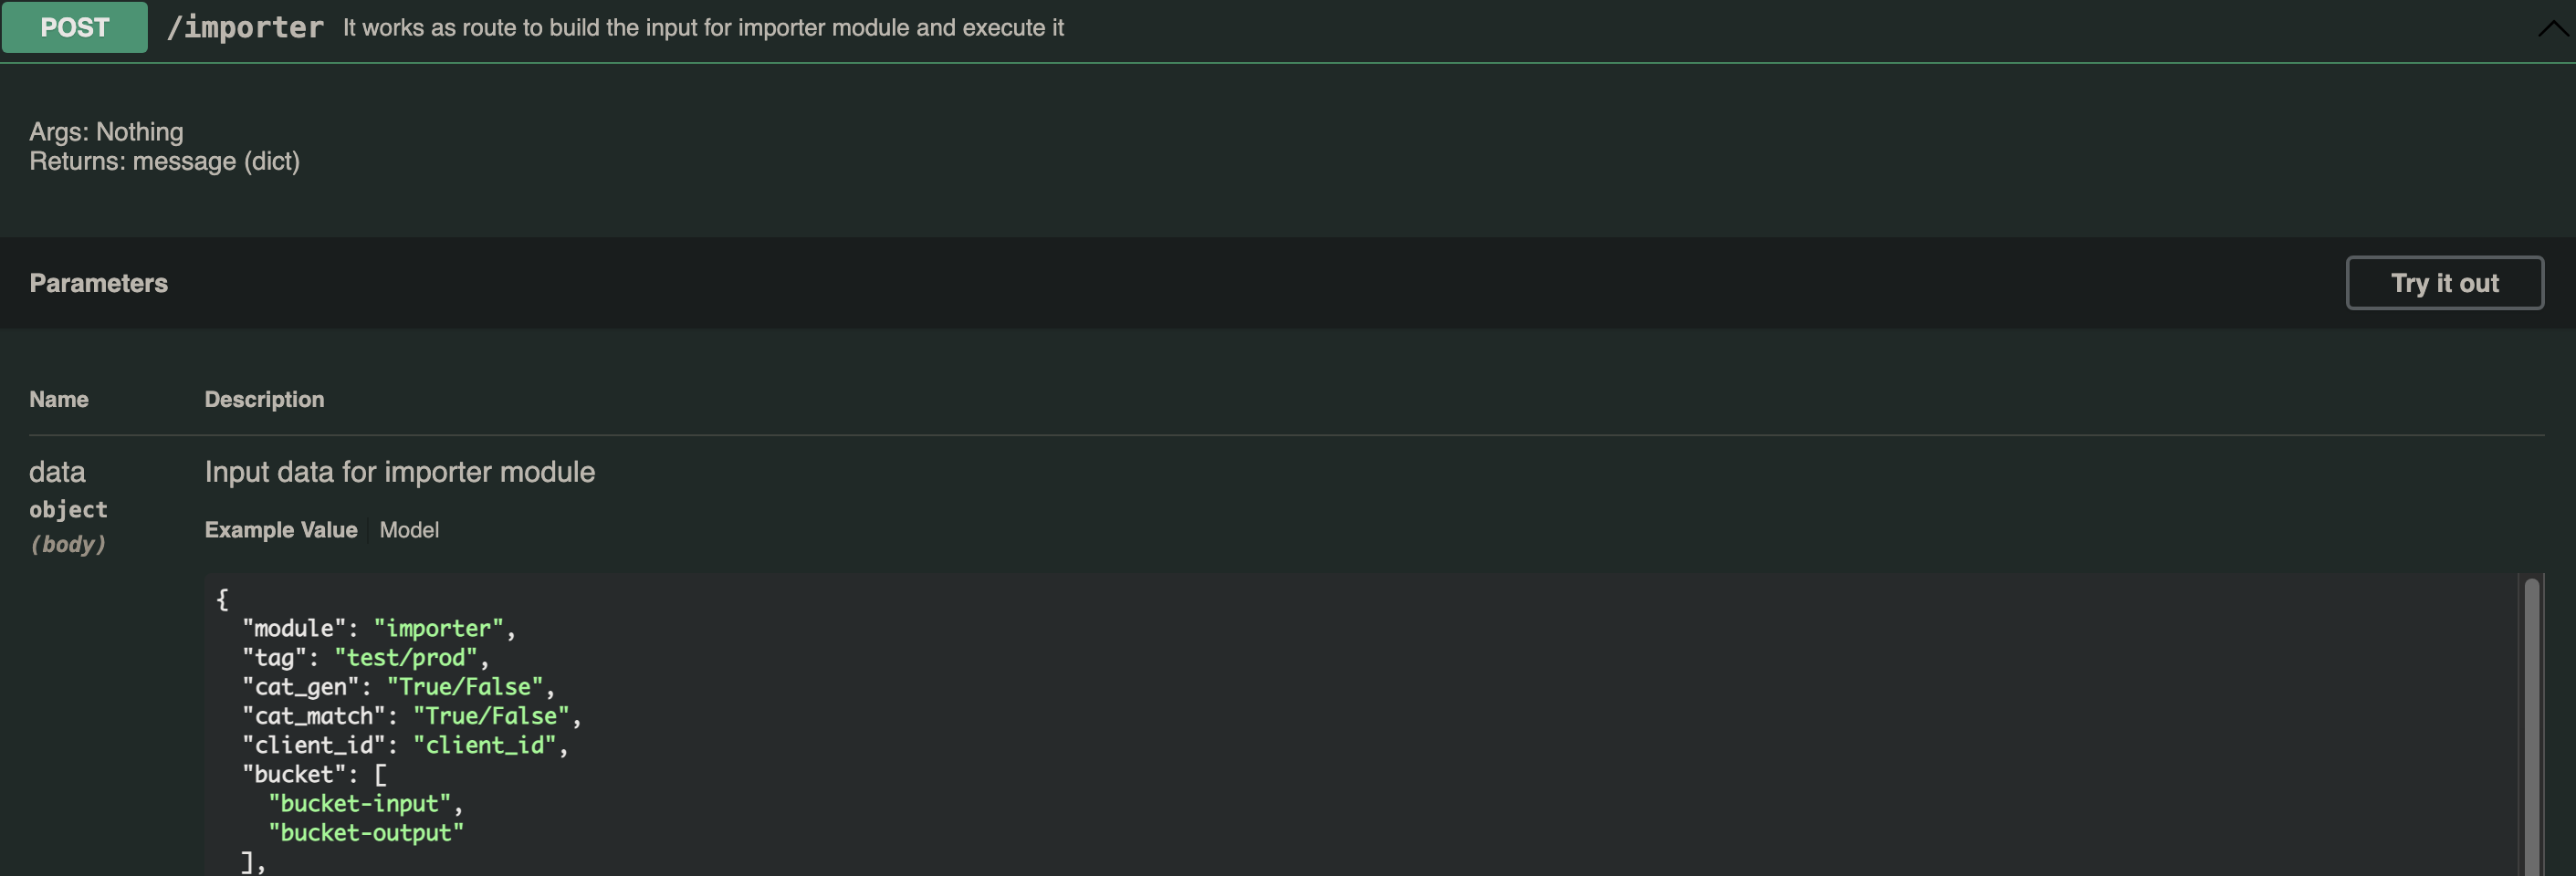 POST /importer It works as route to build the input for importer module and execute it
Args: Nothing
Returns: message (dict)
Parameters
Try it out
Name Description
data Input data for importer module
object
(body)
Example Value Model
{
"module": "importer",
"tag": "test/prod",
"cat_gen": "True/False",
"cat_match": "True/False",
"client_id": "client_id",
"bucket": [
"bucket-input",
"bucket-output"
],